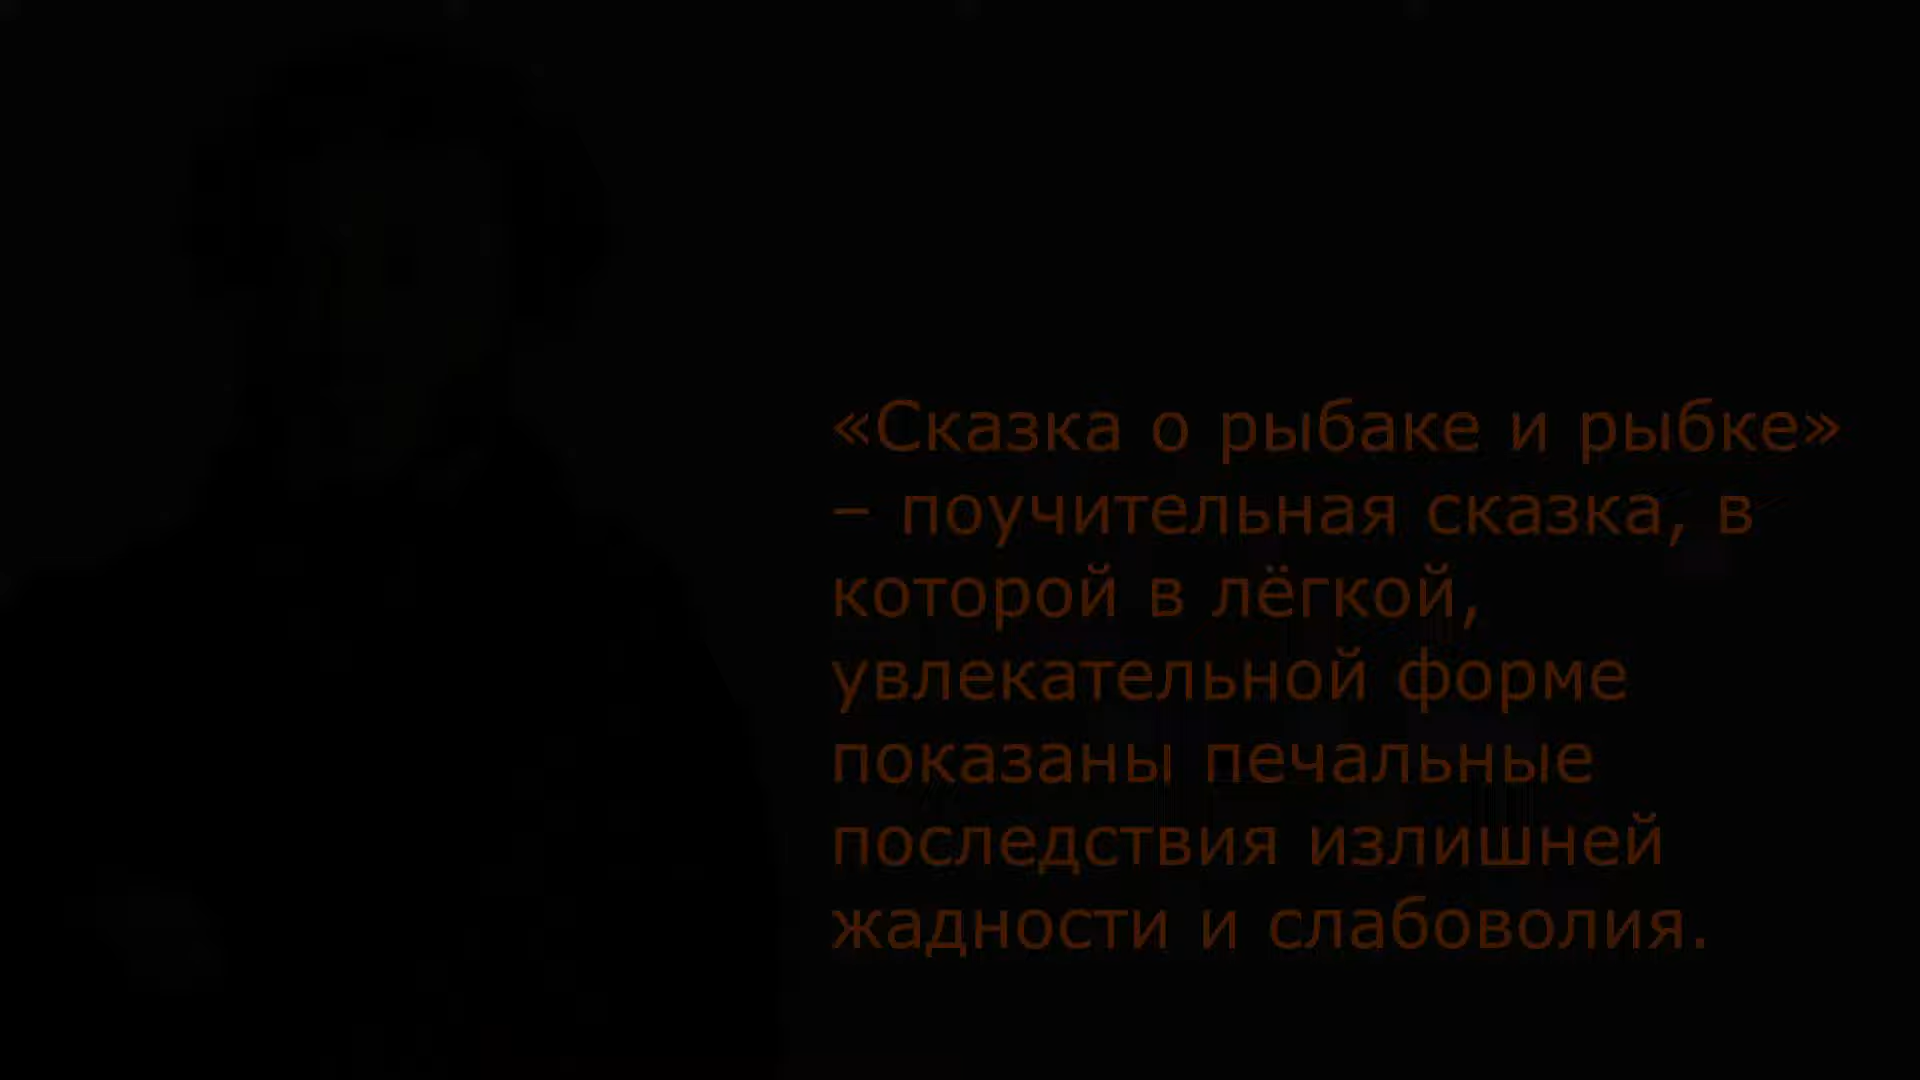 «Сказка о рыбаке и рыбке»
– поучительная сказка, в
которой в лёгкой,
увлекательной форме
показаны печальные
последствия излишней
жадности и слабоволия.